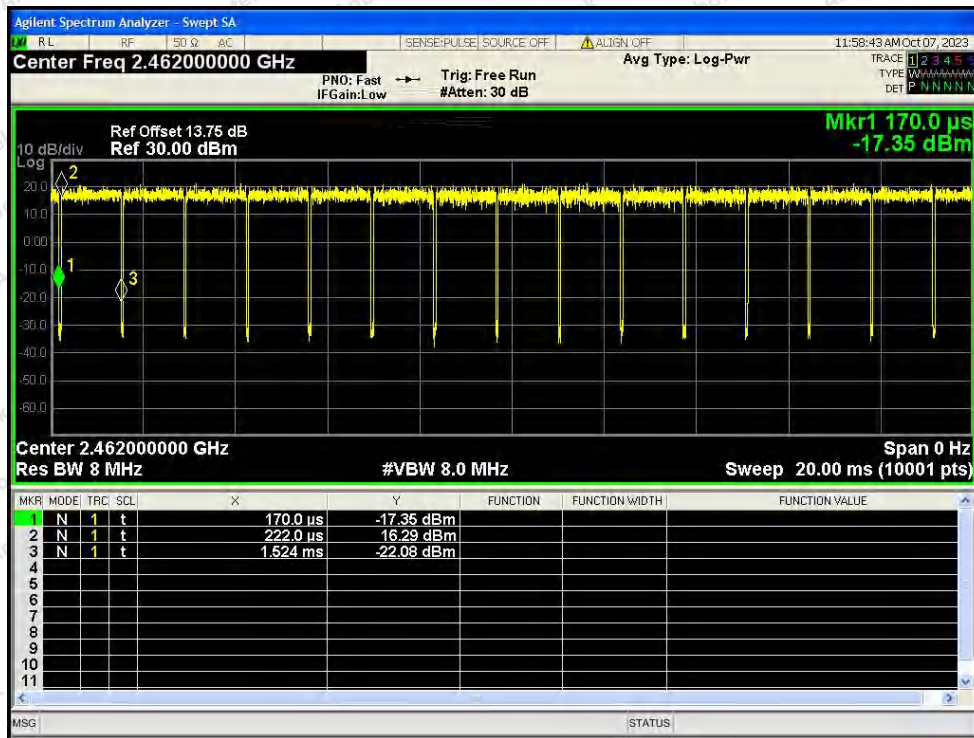 Agilent Spectrum Analyzer - Swept SA
RL RF 50 Ω AC SENSE:PULSE SOURCE OFF ALIGN OFF 11:58:43 AM Oct 07, 2023
Center Freq 2.462000000 GHz
PNO: Fast
IFGain:Low
Trig: Free Run
#Atten: 30 dB
Avg Type: Log-Pwr
TRACE 1 2 3 4 5 6
TYPE W
DET P N N N N N
Mkr1 170.0 µs
-17.35 dBm
10 dB/div
Log
Ref Offset 13.75 dB
Ref 30.00 dBm
20.0
10.0
0.00
-10.0
-20.0
-30.0
-40.0
-50.0
-60.0
2
1
3
Center 2.462000000 GHz Span 0 Hz
Res BW 8 MHz #VBW 8.0 MHz Sweep 20.00 ms (10001 pts)
MKR MODE TRC SCL X Y FUNCTION FUNCTION WIDTH FUNCTION VALUE
1 N 1 t 170.0 µs -17.35 dBm
2 N 1 t 222.0 µs 16.29 dBm
3 N 1 t 1.524 ms -22.08 dBm
4
5
6
7
8
9
10
11
MSG STATUS